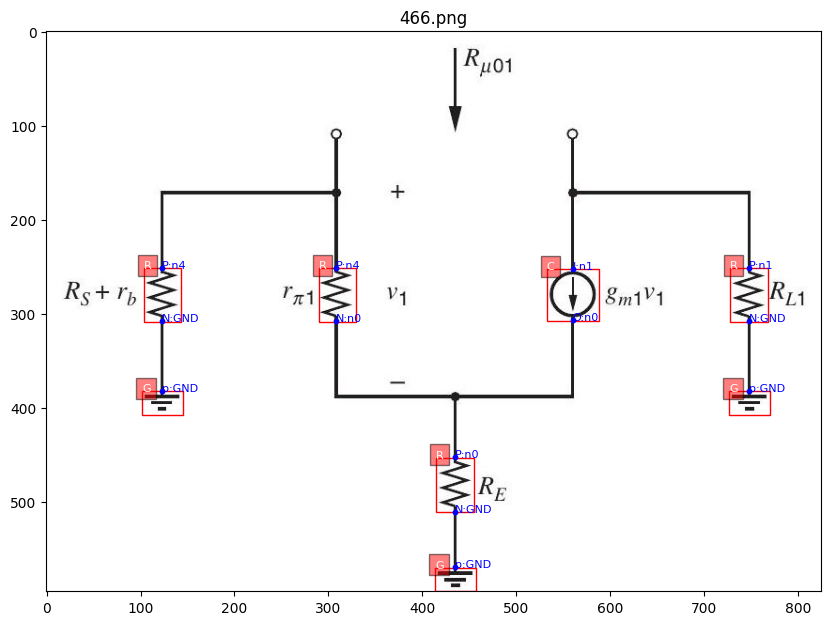 466.png
0
100
200
300
400
500
0 100 200 300 400 500 600 700 800
R_{μ01}
+
R P:n4
R P:n4
C I:n1
R P:n1
R_S + r_b
r_{π1}
v_1
g_{m1}v_1
R_{L1}
N:GND
N:n0
O:n0
N:GND
−
G p:GND
G p:GND
R P:n0
R_E
N:GND
G p:GND